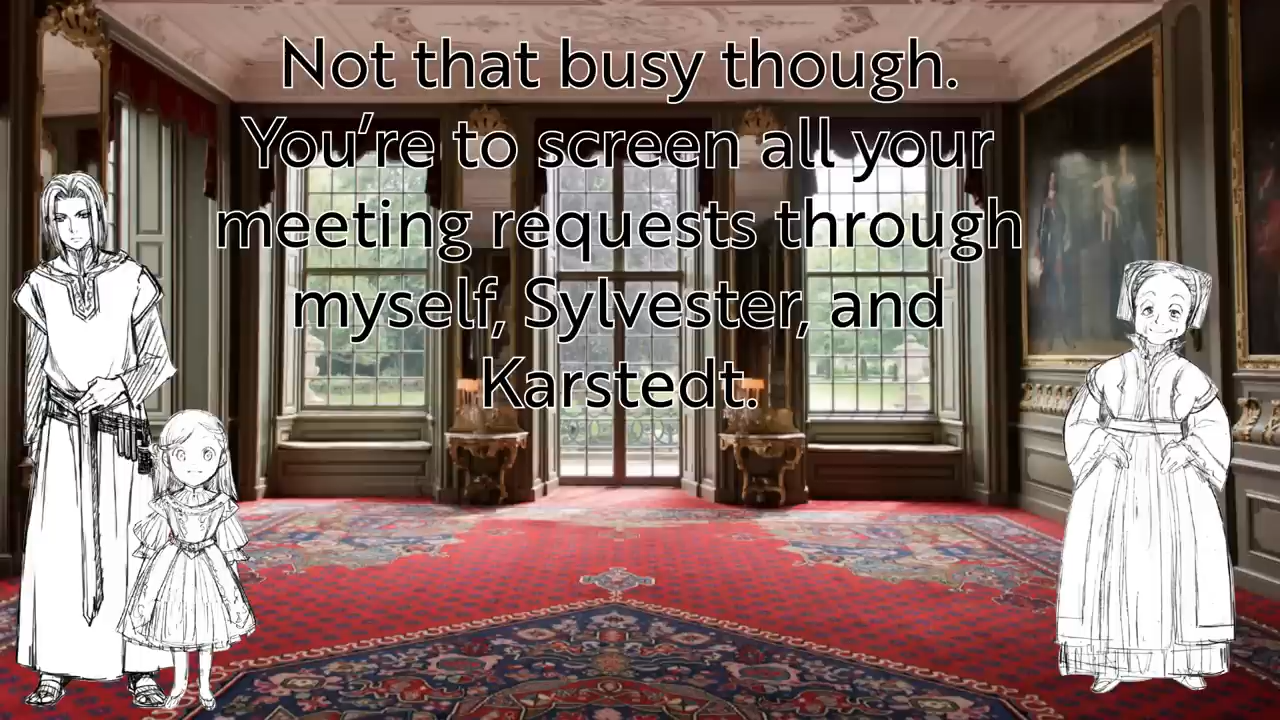 Not that busy though.
You're to screen all your
meeting requests through
myself, Sylvester, and
Karstedt.